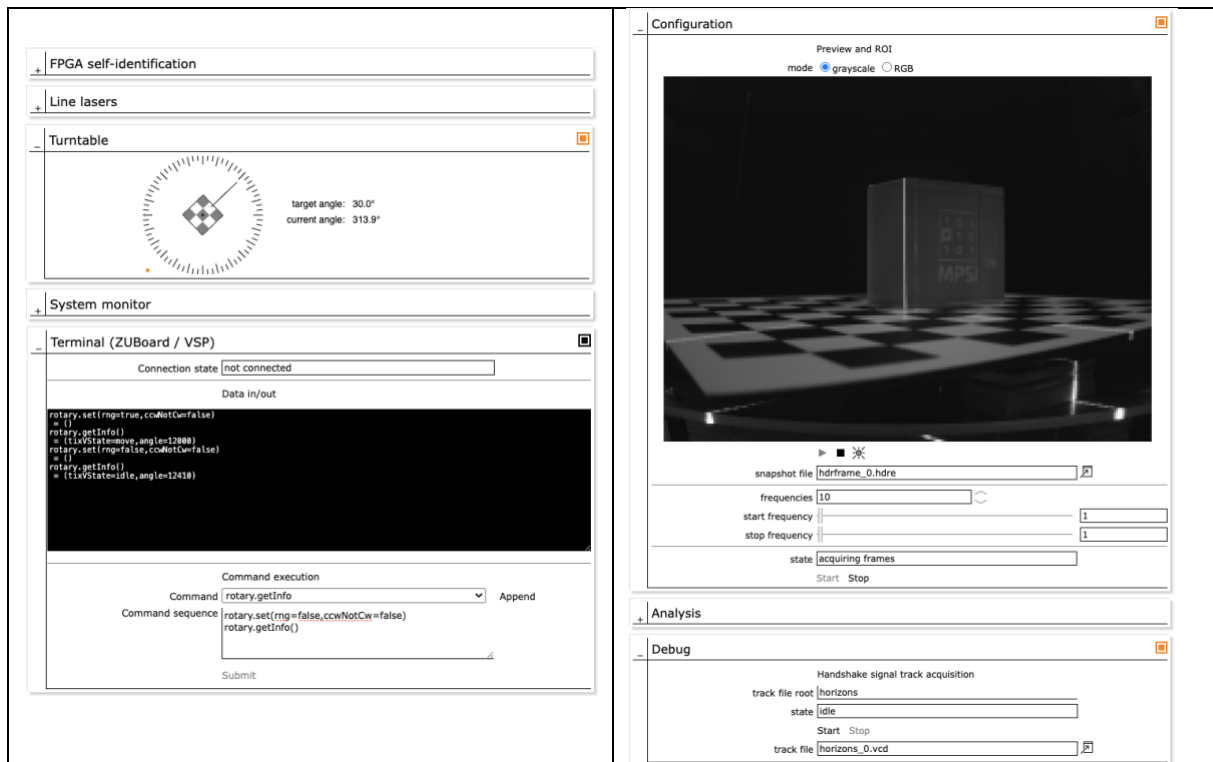 FPGA self-identification
Line lasers
Turntable
target angle: 30.0°
current angle: 313.9°
System monitor
Terminal (ZUBoard / VSP)
Connection state not connected
Data in/out
rotary.set(rng=true,ccwNotCw=false)
= ()
rotary.getInfo()
= (tixVState=move,angle=12000)
rotary.set(rng=false,ccwNotCw=false)
= ()
rotary.getInfo()
= (tixVState=idle,angle=12410)
Command execution
Command rotary.getInfo Append
Command sequence rotary.set(rng=false,ccwNotCw=false)
rotary.getInfo()
Submit
Configuration
Preview and ROI
mode grayscale RGB
MPSI
snapshot file hdrframe_0.hdre
frequencies 10
start frequency 1
stop frequency 1
state acquiring frames
Start Stop
Analysis
Debug
Handshake signal track acquisition
track file root horizons
state idle
Start Stop
track file horizons_0.vcd